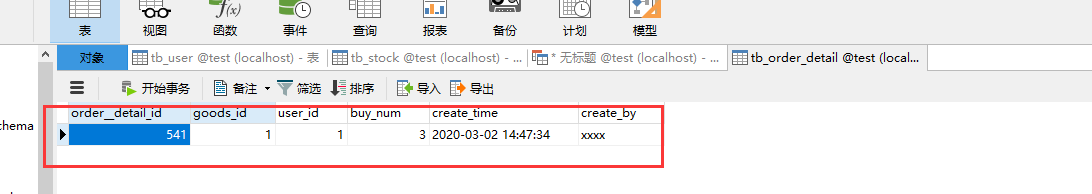 表 视图 函数 事件 查询 报表 备份 计划 模型
对象 tb_user @test (localhost) - 表 tb_stock @test (localhost) - ... * 无标题 @test (localhost) - ... tb_order_detail @test (local...
开始事务 备注 筛选 排序 导入 导出
order__detail_id goods_id user_id buy_num create_time create_by
541 1 1 3 2020-03-02 14:47:34 xxxx
chema